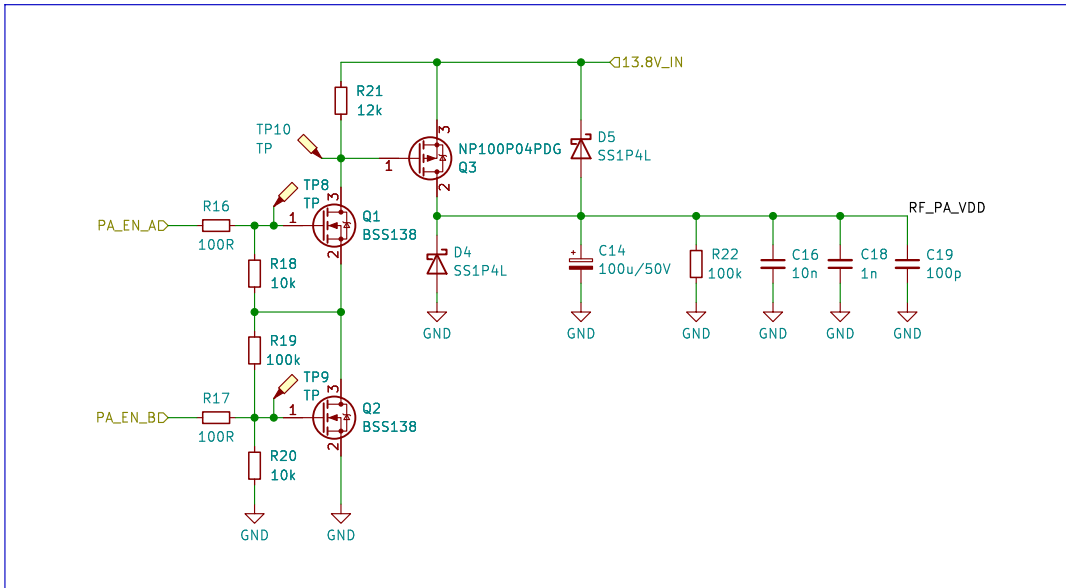 13.8V_IN
R21
12k
TP10
TP
3
1
2
NP100P04PDG
Q3
D5
SS1P4L
TP8
TP
R16
PA_EN_A
100R
1
3
2
Q1
BSS138
RF_PA_VDD
R18
10k
D4
SS1P4L
GND
+
C14
100u/50V
GND
R22
100k
GND
C16
10n
GND
C18
1n
GND
C19
100p
GND
R19
100k
TP9
TP
R17
PA_EN_B
100R
1
3
2
Q2
BSS138
R20
10k
GND
GND